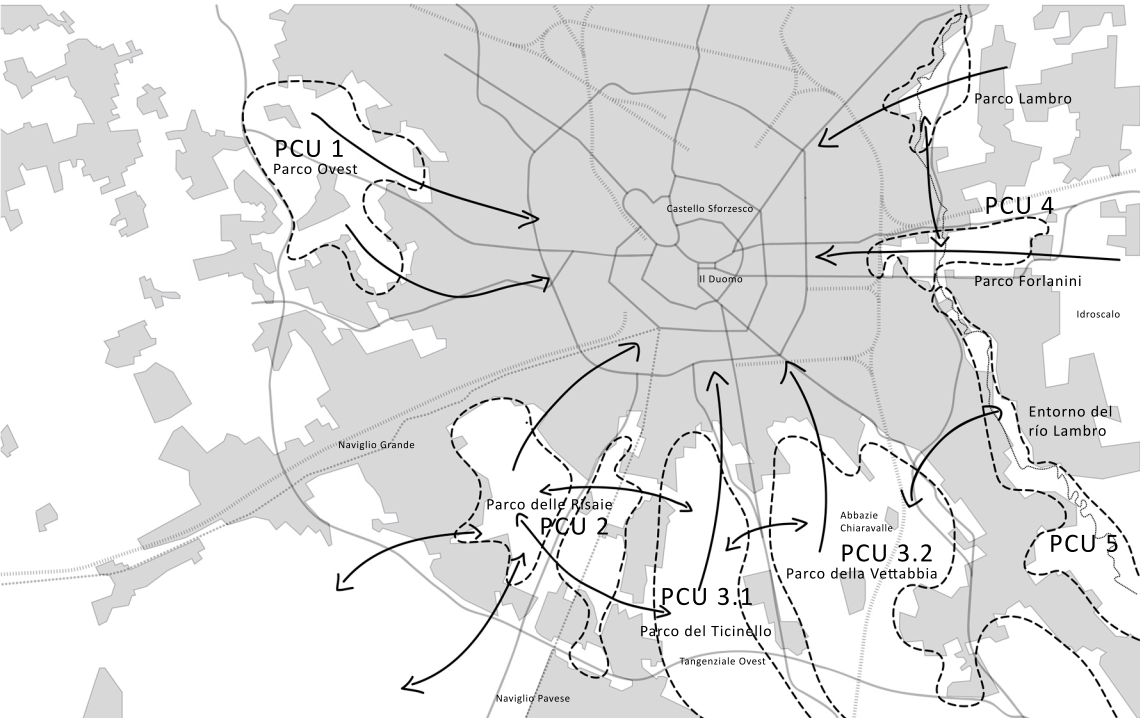 Parco Lambro
PCU 1
Parco Ovest
PCU 4
Castello Sforzesco
Il Duomo
Parco Forlanini
Idroscalo
Entorno del
río Lambro
Naviglio Grande
Parco delle Risaie
PCU 2
Abbazie
Chiaravalle
PCU 3.2
Parco della Vettabbia
PCU 5
PCU 3.1
Parco del Ticinello
Tangenziale Ovest
Naviglio Pavese